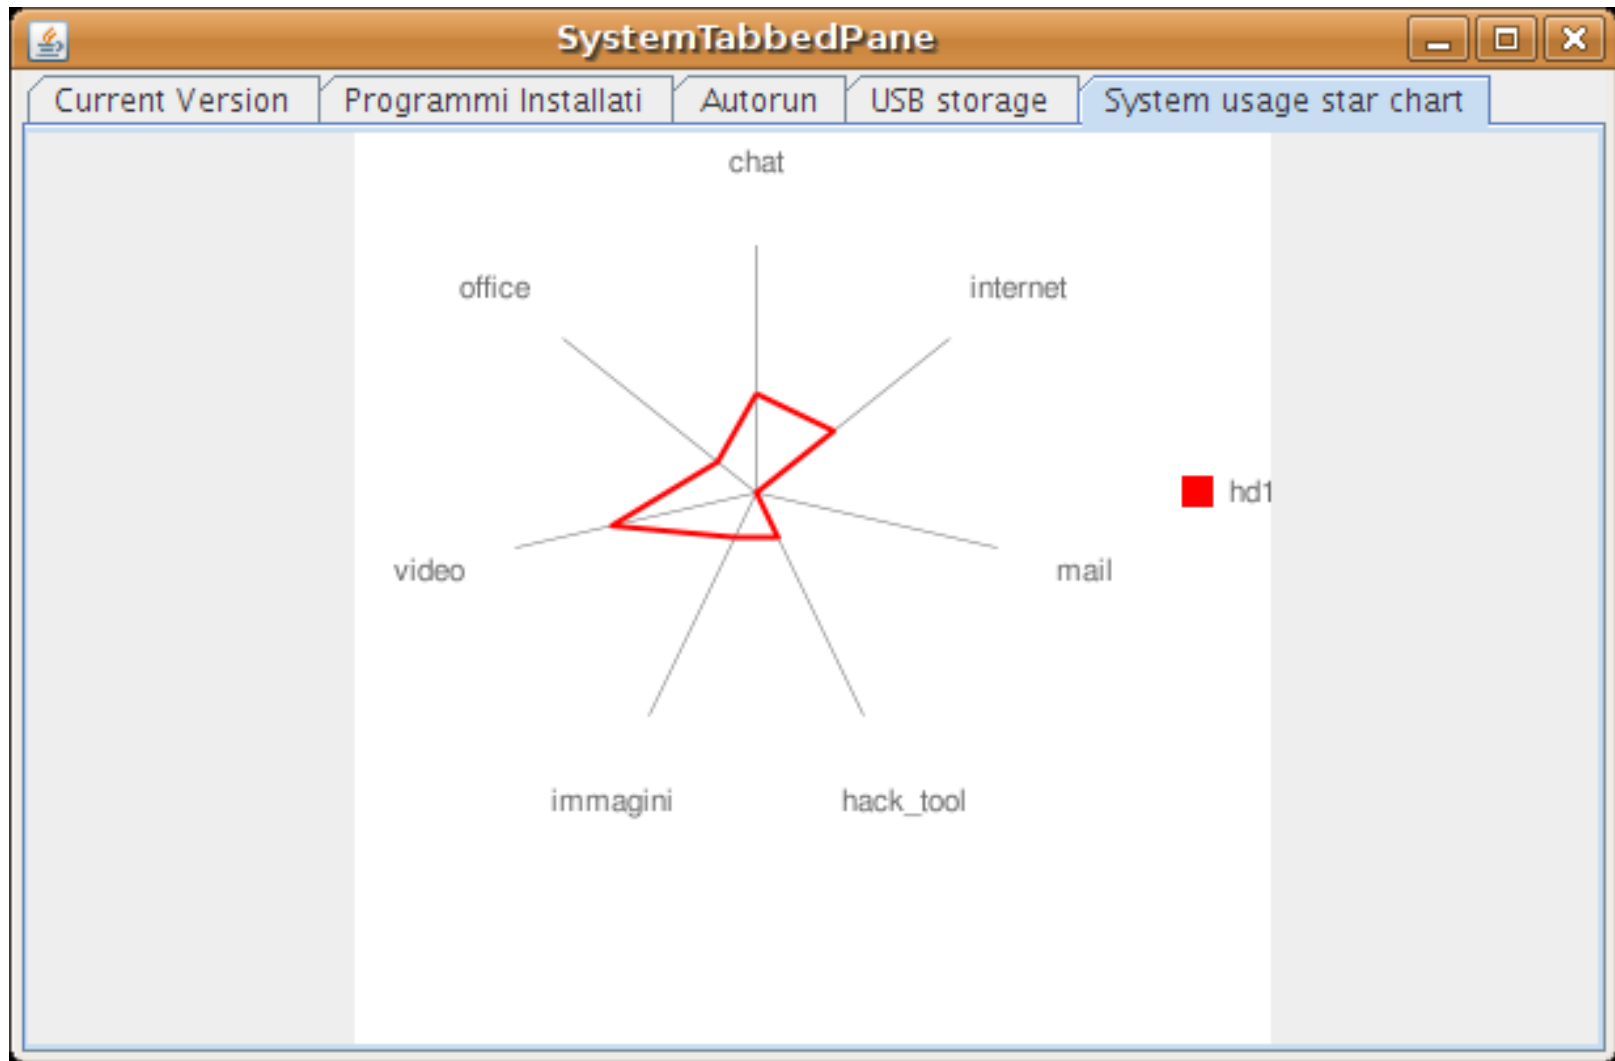 SystemTabbedPane
Current Version
Programmi Installati
Autorun
USB storage
System usage star chart
chat
office
internet
hd1
video
mail
immagini
hack_tool